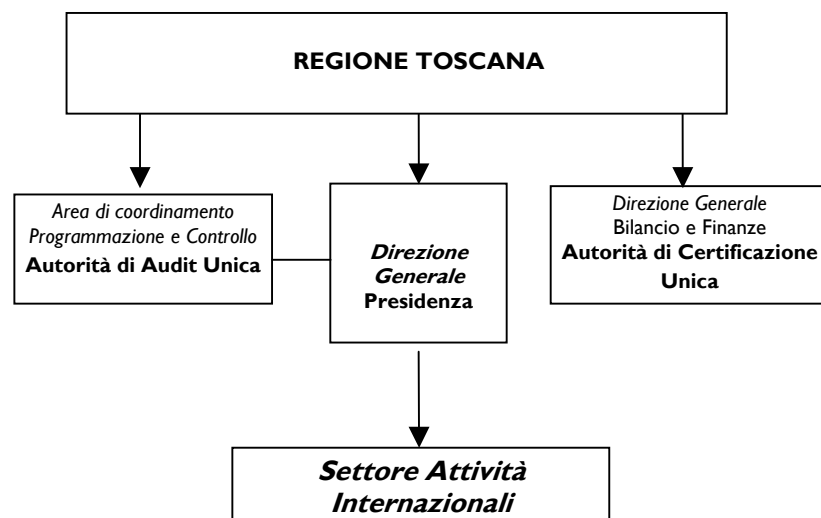 REGIONE TOSCANA
Area di coordinamento
Programmazione e Controllo
Autorità di Audit Unica
Direzione
Generale
Presidenza
Direzione Generale
Bilancio e Finanze
Autorità di Certificazione
Unica
Settore Attività
Internazionali